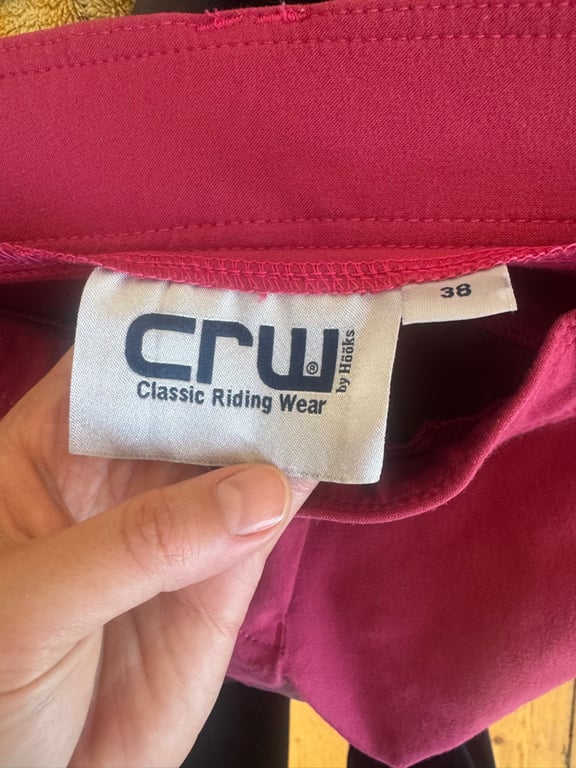 crw®
by Hööks
Classic Riding Wear
38